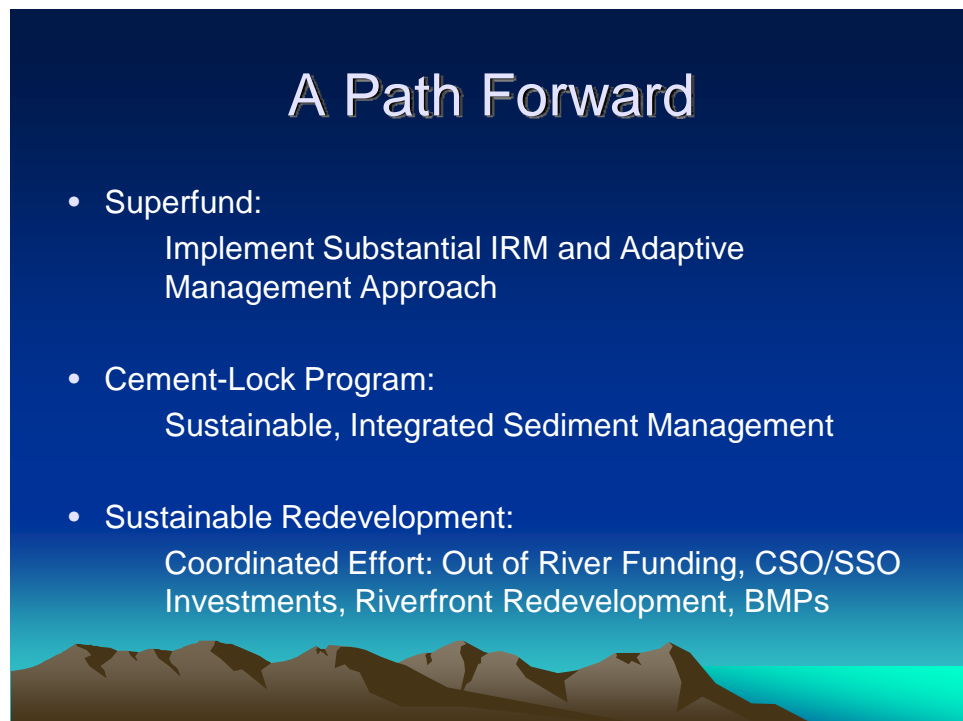 A Path Forward
• Superfund:
Implement Substantial IRM and Adaptive
Management Approach
• Cement-Lock Program:
Sustainable, Integrated Sediment Management
• Sustainable Redevelopment:
Coordinated Effort: Out of River Funding, CSO/SSO
Investments, Riverfront Redevelopment, BMPs